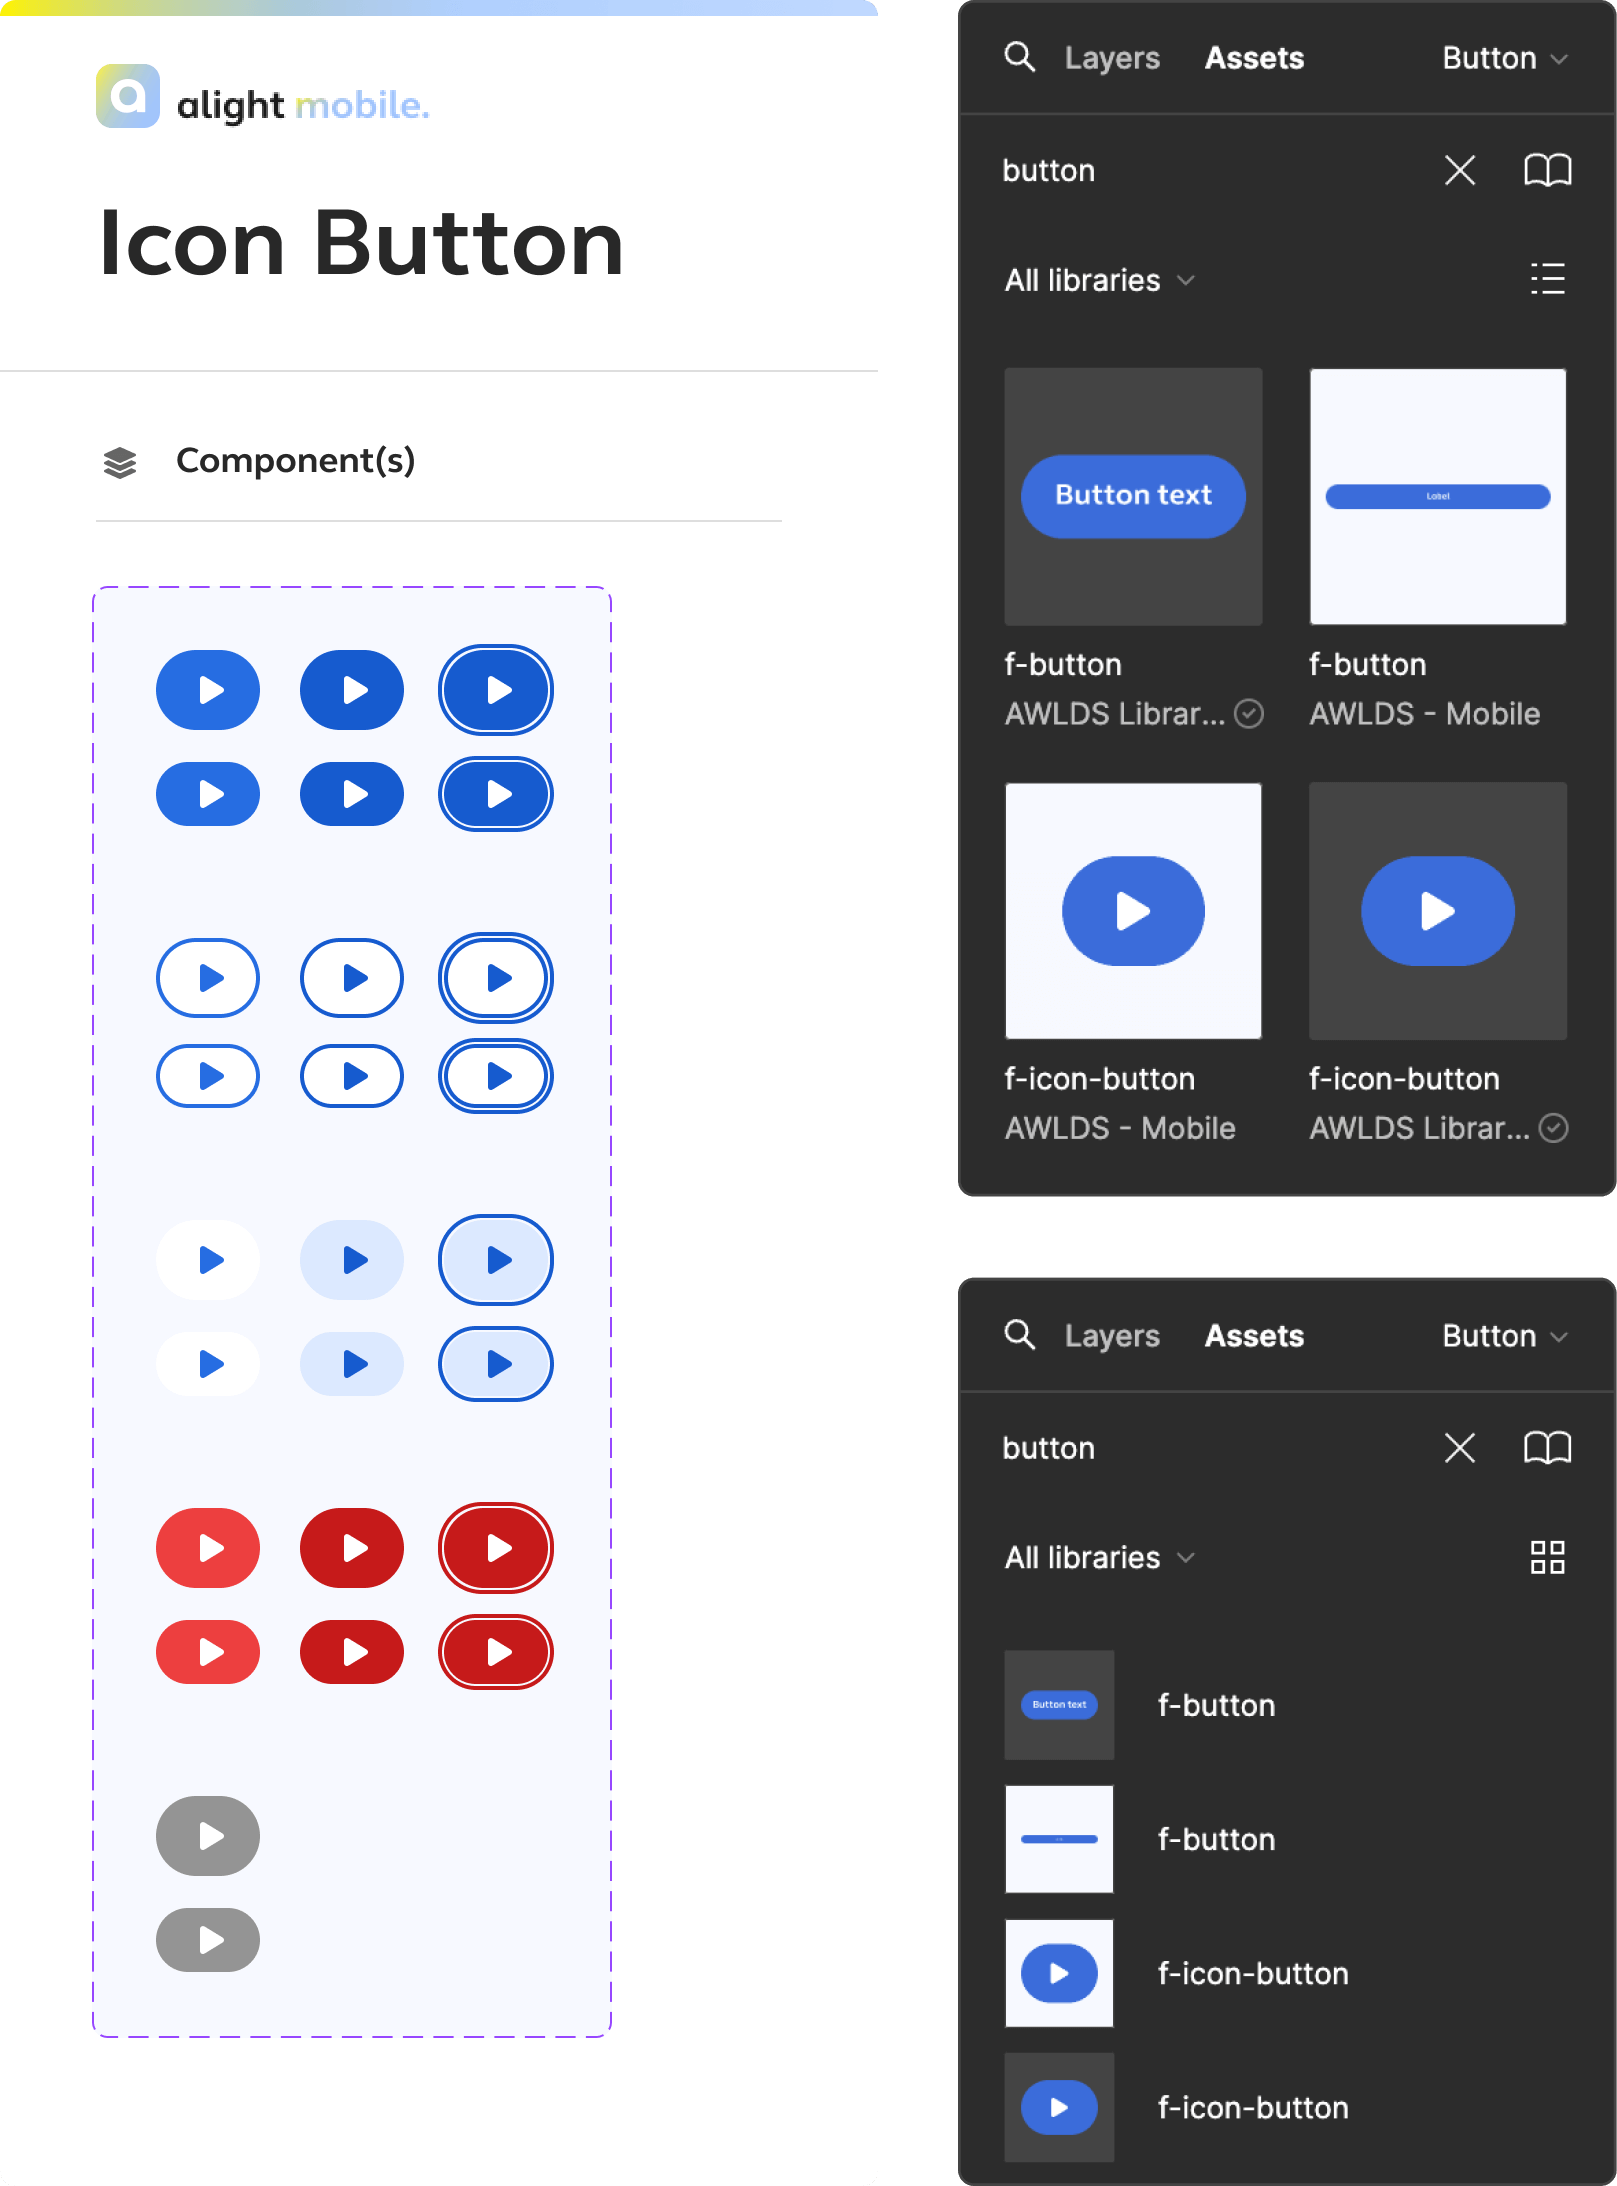 alight mobile.
Icon Button
Component(s)
Layers Assets Button
button
All libraries
Button text
Label
f-button
AWLDS Librar...
f-button
AWLDS - Mobile
f-icon-button
AWLDS - Mobile
f-icon-button
AWLDS Librar...
Layers Assets Button
button
All libraries
Button text
f-button
f-button
f-icon-button
f-icon-button